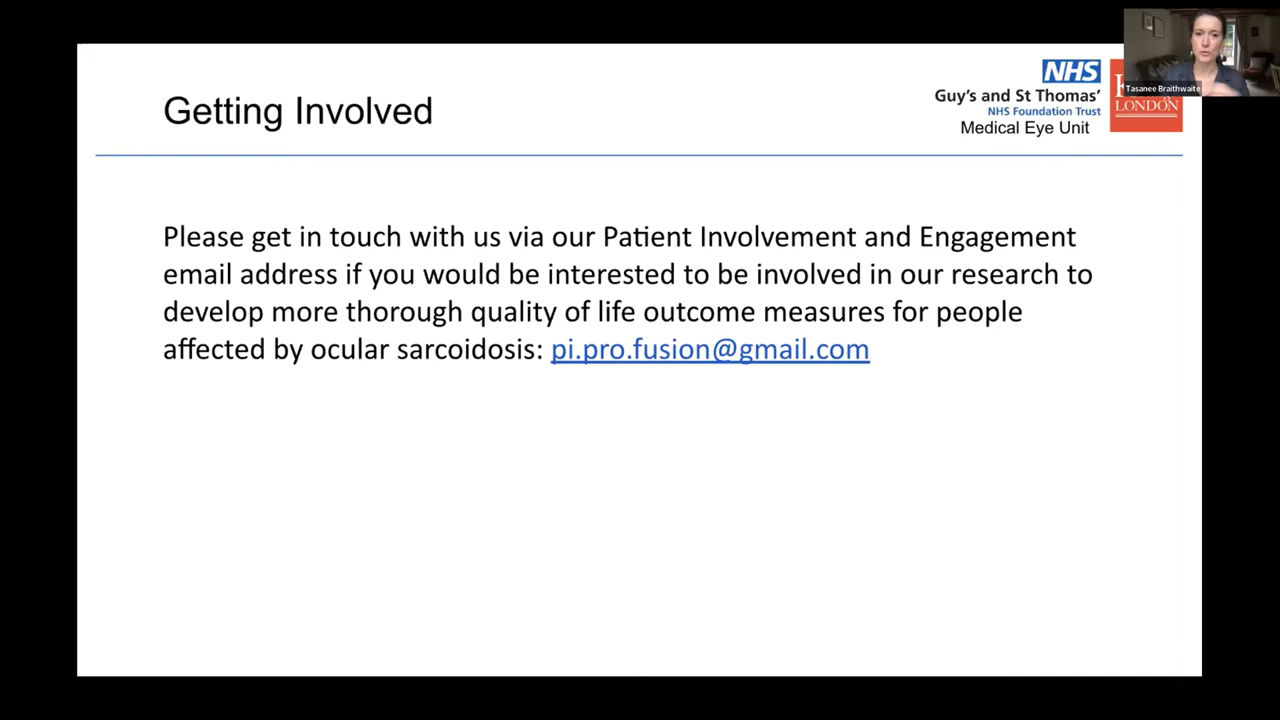 Getting Involved
NHS
Guy's and St Thomas'
NHS Foundation Trust
Medical Eye Unit
LONDON
Tasanee Braithwaite
Please get in touch with us via our Patient Involvement and Engagement
email address if you would be interested to be involved in our research to
develop more thorough quality of life outcome measures for people
affected by ocular sarcoidosis: pi.pro.fusion@gmail.com